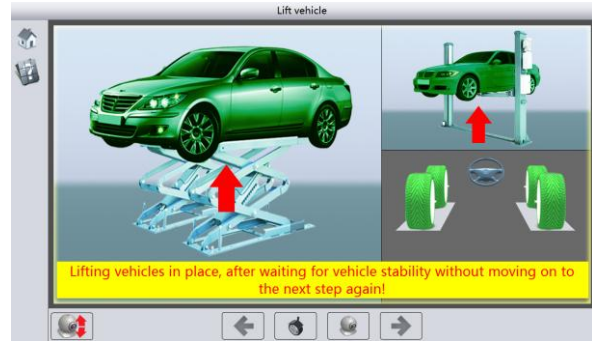 Lift vehicle
Lifting vehicles in place, after waiting for vehicle stability without moving on to
the next step again!